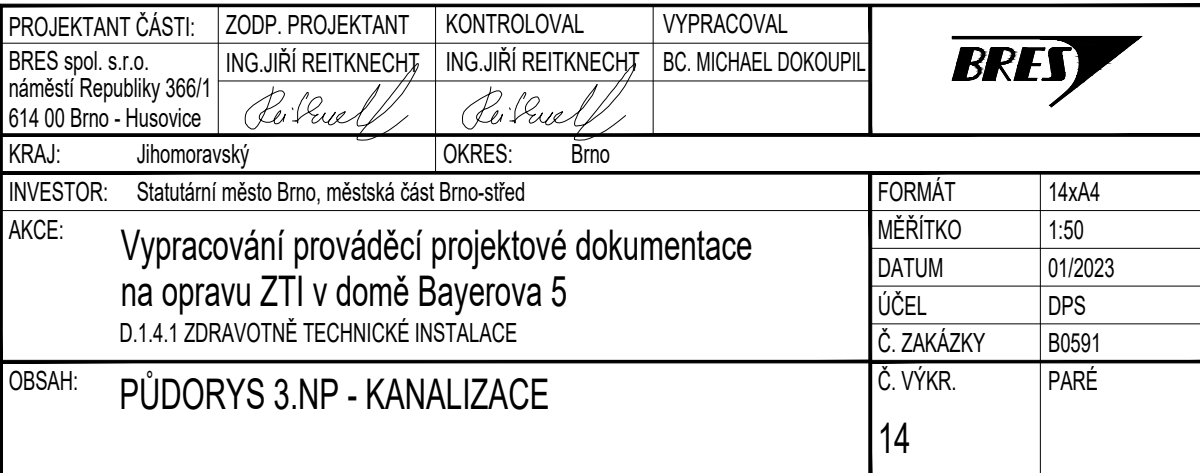 PROJEKTANT ČÁSTI:
ZODP. PROJEKTANT
KONTROLOVAL
VYPRACOVAL
BRES spol. s.r.o.
náměstí Republiky 366/1
614 00 Brno - Husovice
ING.JIŘÍ REITKNECHT
ING.JIŘÍ REITKNECHT
BC. MICHAEL DOKOUPIL
BRES
KRAJ: Jihomoravský
OKRES: Brno
INVESTOR: Statutární město Brno, městská část Brno-střed
AKCE: Vypracování prováděcí projektové dokumentace
na opravu ZTI v domě Bayerova 5
D.1.4.1 ZDRAVOTNĚ TECHNICKÉ INSTALACE
FORMÁT 14xA4
MĚŘÍTKO 1:50
DATUM 01/2023
ÚČEL DPS
Č. ZAKÁZKY B0591
OBSAH: PŮDORYS 3.NP - KANALIZACE
Č. VÝKR. PARÉ
14